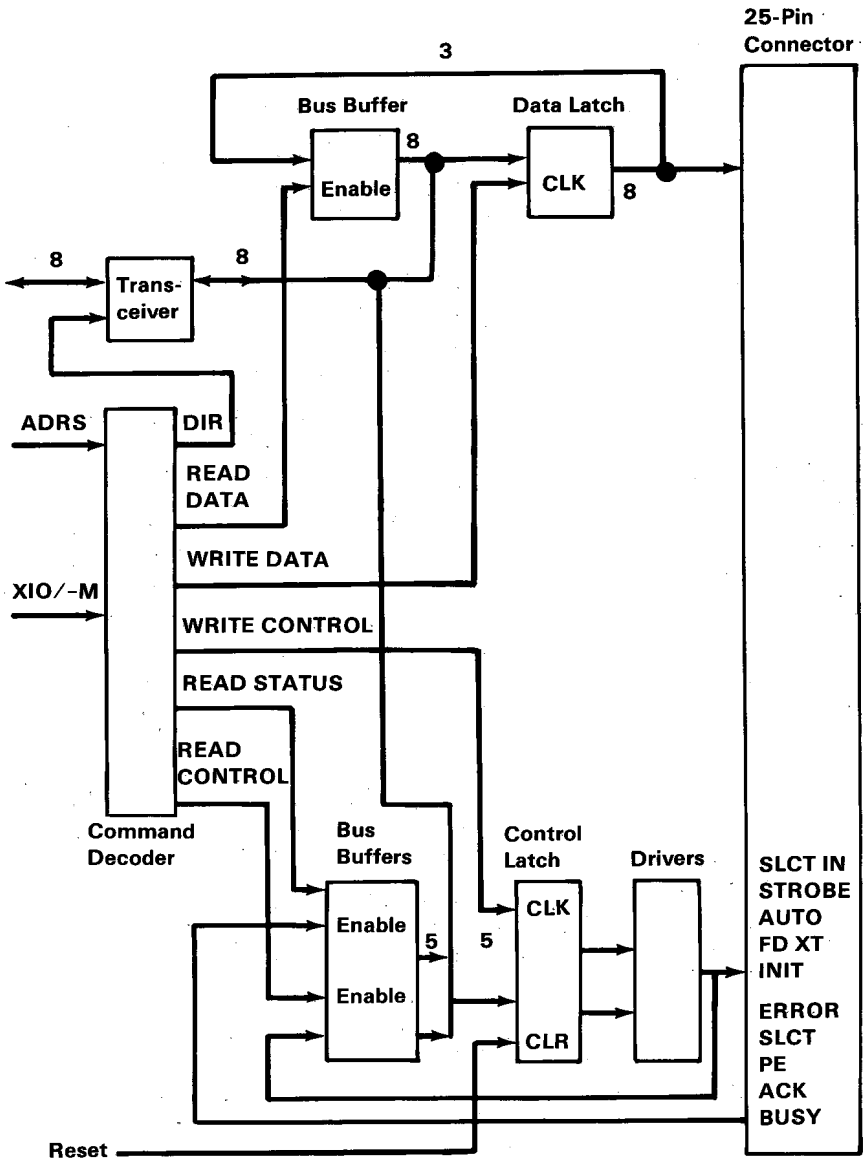 25-Pin
Connector
3
Bus Buffer
Data Latch
8
Enable
CLK
8
8
8
Trans-
ceiver
ADRS
DIR
READ
DATA
WRITE DATA
XIO/-M
WRITE CONTROL
READ STATUS
READ
CONTROL
Command
Decoder
Bus
Buffers
Control
Latch
Drivers
SLCT IN
STROBE
AUTO
FD XT
INIT
ERROR
SLCT
PE
ACK
BUSY
CLK
Enable
5
5
Enable
CLR
Reset